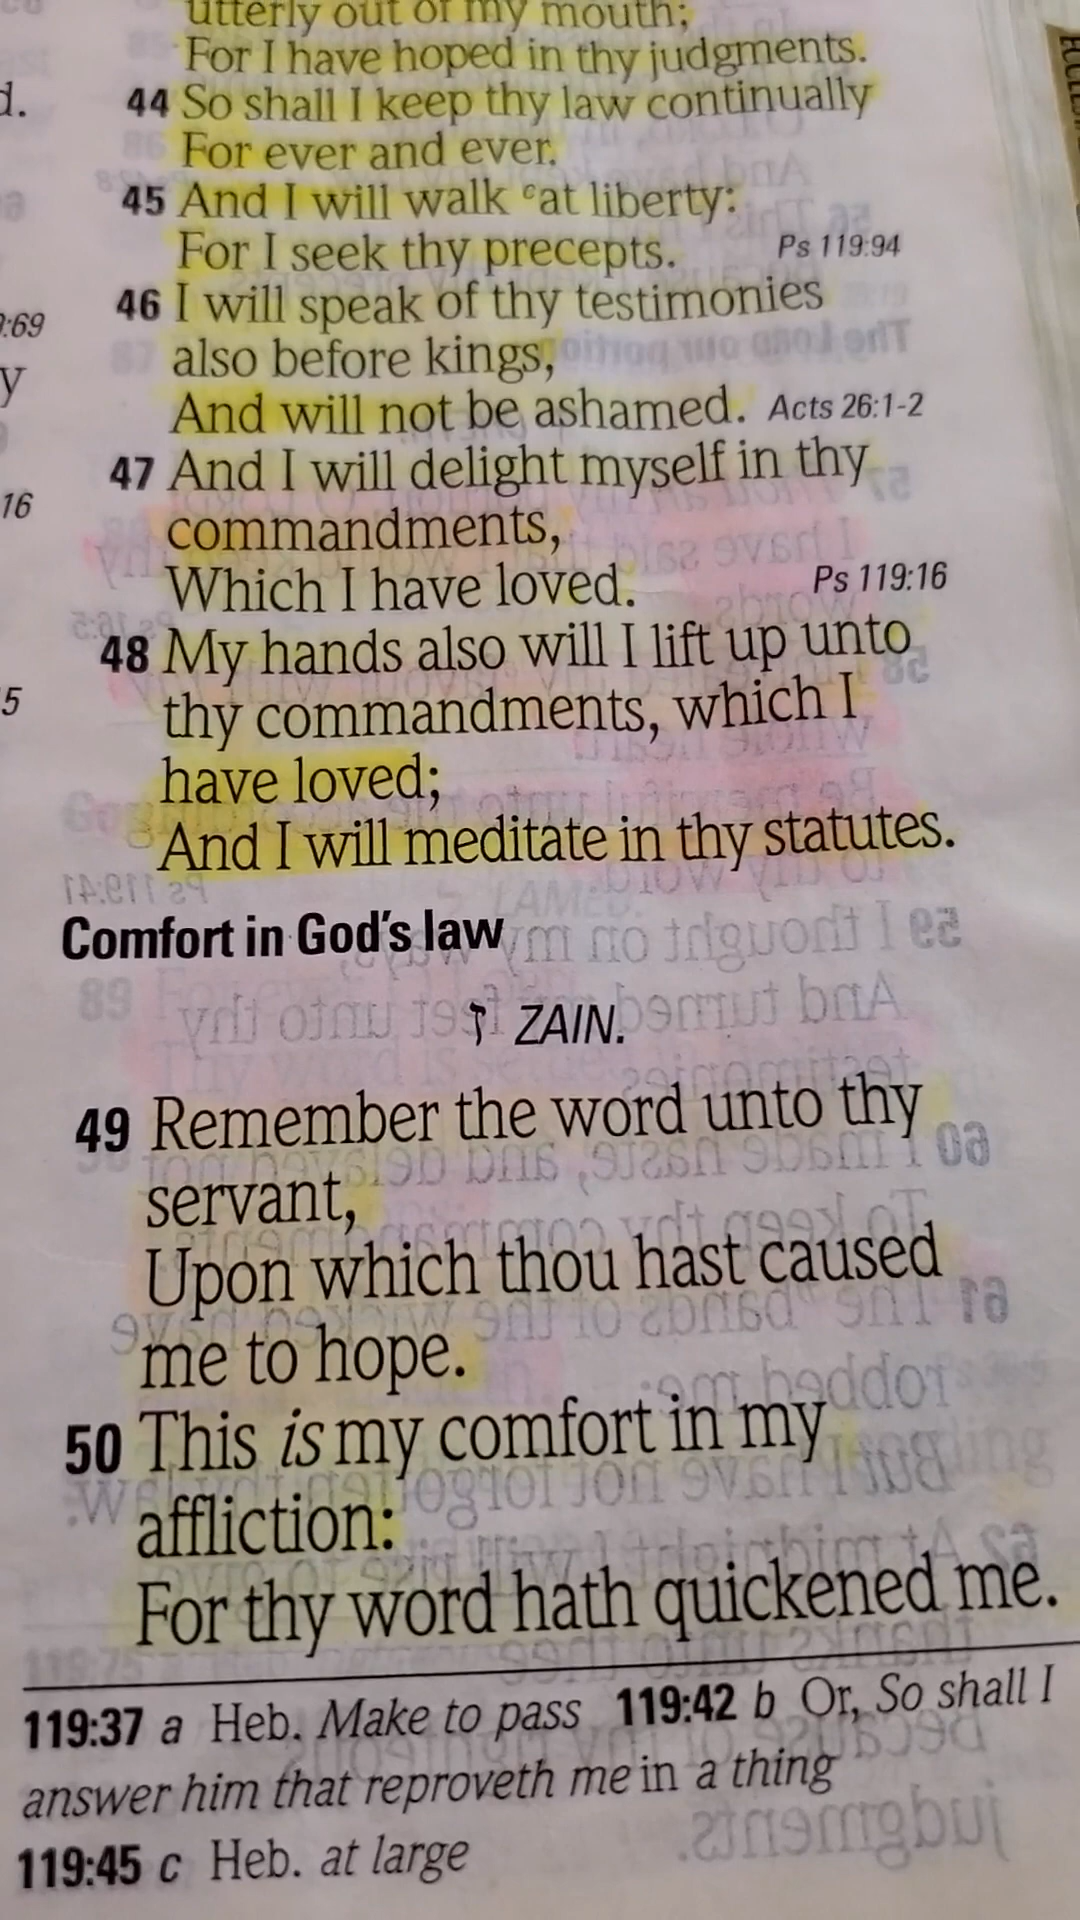 utterly out of my mouth;
For I have hoped in thy judgments.
44 So shall I keep thy law continually
For ever and ever.
45 And I will walk ᶜat liberty:
For I seek thy precepts. Ps 119:94
46 I will speak of thy testimonies
also before kings,
And will not be ashamed. Acts 26:1-2
47 And I will delight myself in thy
commandments,
Which I have loved. Ps 119:16
48 My hands also will I lift up unto
thy commandments, which I
have loved;
And I will meditate in thy statutes.
Comfort in God's law
ז ZAIN.
49 Remember the word unto thy
servant,
Upon which thou hast caused
me to hope.
50 This is my comfort in my
affliction:
For thy word hath quickened me.
119:37 a Heb. Make to pass 119:42 b Or, So shall I
answer him that reproveth me in a thing
119:45 c Heb. at large